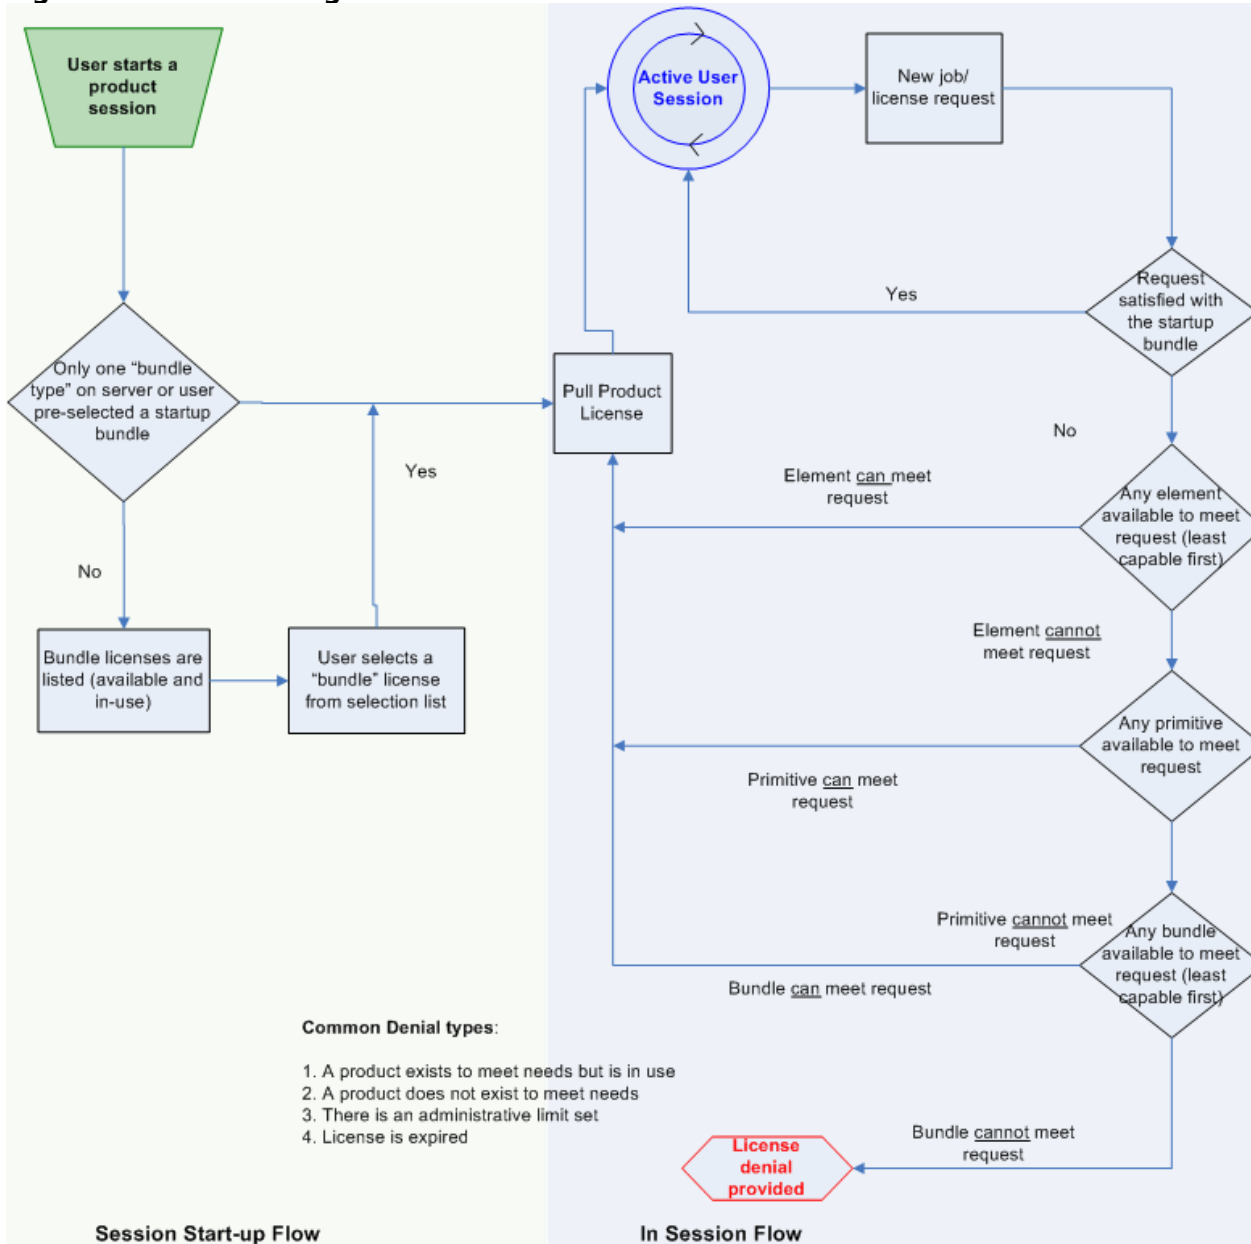 User starts a
product
session
Active User
Session
New job/
license request
Request
satisfied with
the startup
bundle
Yes
Only one “bundle
type” on server or user
pre-selected a startup
bundle
Pull Product
License
No
Yes
Element can meet
request
Any element
available to meet
request (least
capable first)
No
Element cannot
meet request
Bundle licenses are
listed (available and
in-use)
User selects a
“bundle” license
from selection list
Any primitive
available to meet
request
Primitive can meet
request
Primitive cannot meet
request
Any bundle
available to meet
request (least
capable first)
Bundle can meet request
Common Denial types:
1. A product exists to meet needs but is in use
2. A product does not exist to meet needs
3. There is an administrative limit set
4. License is expired
Bundle cannot meet
request
License
denial
provided
Session Start-up Flow
In Session Flow